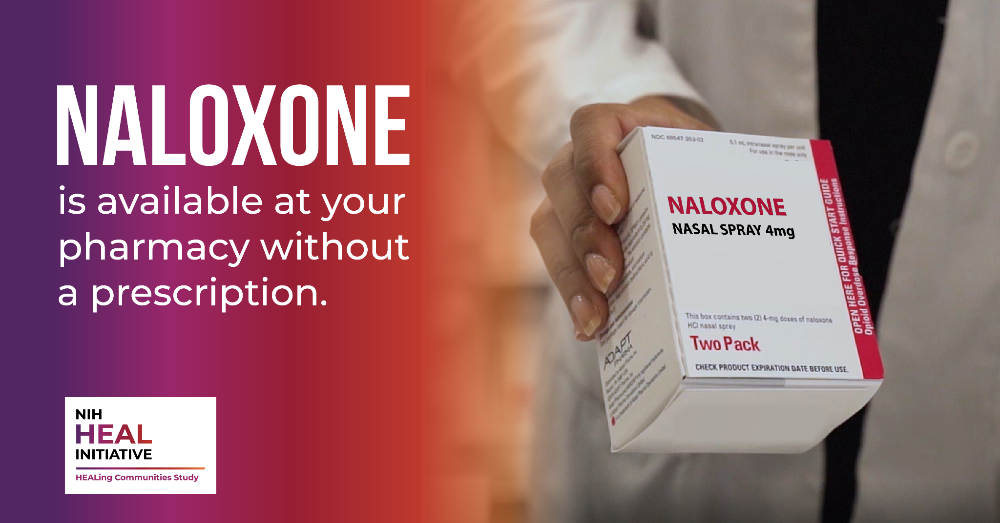 NALOXONE
is available at your
pharmacy without
a prescription.
NIH
HEAL
INITIATIVE
HEALing Communities Study
NDC 69547-353-02
0.1 mL intranasal spray per unit
For use in the nose only
NALOXONE
NASAL SPRAY 4mg
This box contains two (2) 4-mg doses of naloxone
HCl nasal spray
Two Pack
CHECK PRODUCT EXPIRATION DATE BEFORE USE.
OPEN HERE FOR QUICK START GUIDE
Opioid Overdose Response Instructions
ADAPT
PHARMA